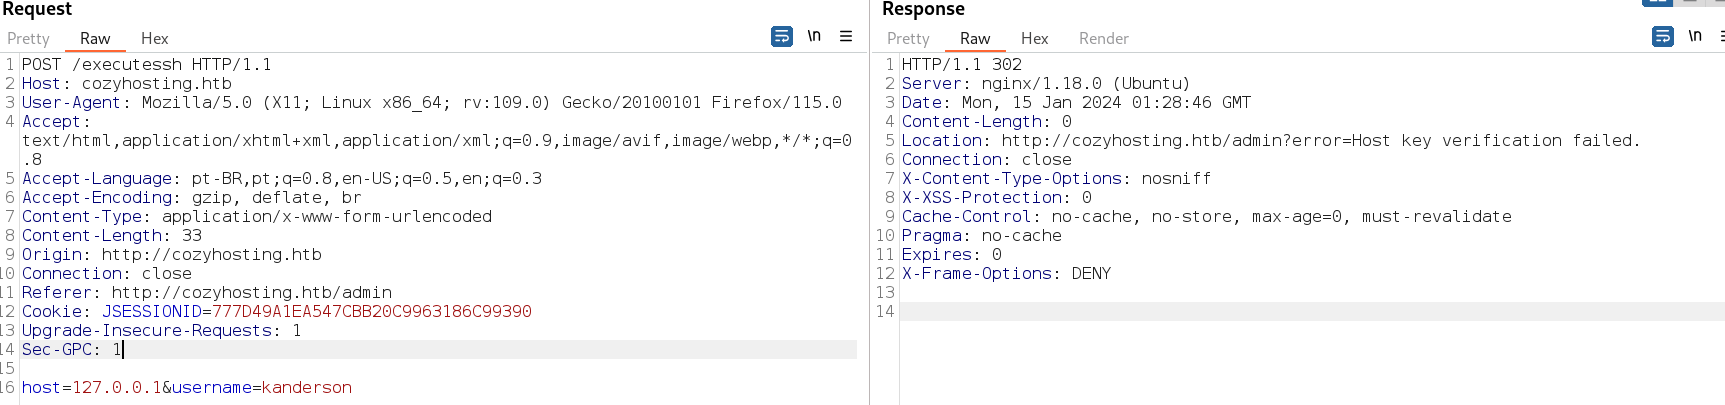 Request
Pretty Raw Hex
\n
1 POST /executessh HTTP/1.1
2 Host: cozyhosting.htb
3 User-Agent: Mozilla/5.0 (X11; Linux x86_64; rv:109.0) Gecko/20100101 Firefox/115.0
4 Accept:
text/html,application/xhtml+xml,application/xml;q=0.9,image/avif,image/webp,*/*;q=0
.8
5 Accept-Language: pt-BR,pt;q=0.8,en-US;q=0.5,en;q=0.3
6 Accept-Encoding: gzip, deflate, br
7 Content-Type: application/x-www-form-urlencoded
8 Content-Length: 33
9 Origin: http://cozyhosting.htb
10 Connection: close
11 Referer: http://cozyhosting.htb/admin
12 Cookie: JSESSIONID=777D49A1EA547CBB20C9963186C99390
13 Upgrade-Insecure-Requests: 1
14 Sec-GPC: 1
15
16 host=127.0.0.1&username=kanderson
Response
Pretty Raw Hex Render
\n
1 HTTP/1.1 302
2 Server: nginx/1.18.0 (Ubuntu)
3 Date: Mon, 15 Jan 2024 01:28:46 GMT
4 Content-Length: 0
5 Location: http://cozyhosting.htb/admin?error=Host key verification failed.
6 Connection: close
7 X-Content-Type-Options: nosniff
8 X-XSS-Protection: 0
9 Cache-Control: no-cache, no-store, max-age=0, must-revalidate
10 Pragma: no-cache
11 Expires: 0
12 X-Frame-Options: DENY
13
14